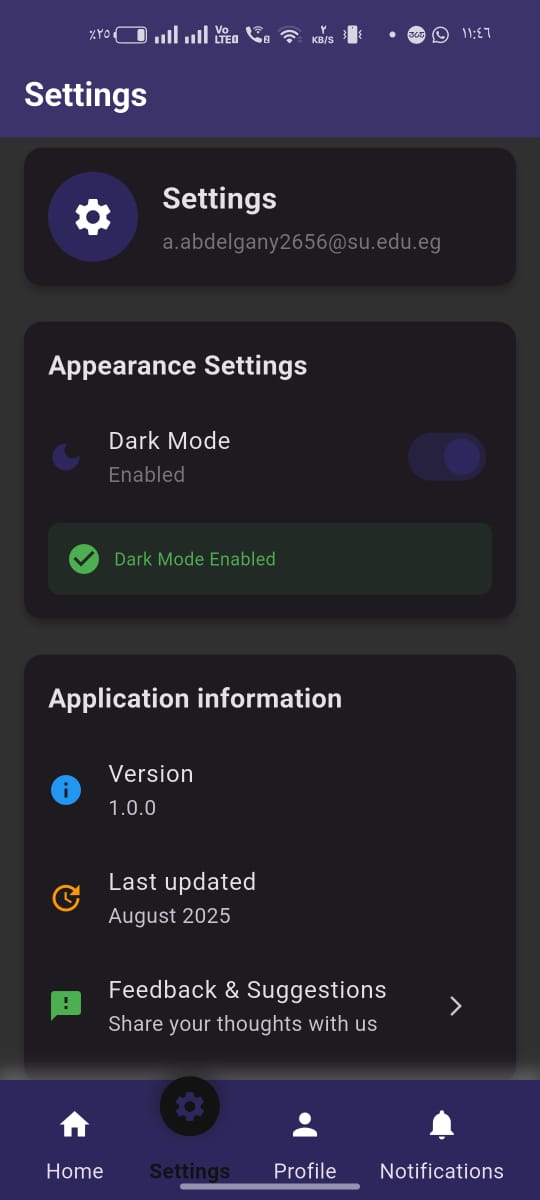 ٪٢٥
Vo
LTE1
2
٢
KB/S
١١:٤٦
Settings
Settings
a.abdelgany2656@su.edu.eg
Appearance Settings
Dark Mode
Enabled
Dark Mode Enabled
Application information
Version
1.0.0
Last updated
August 2025
Feedback & Suggestions
Share your thoughts with us
Home
Settings
Profile
Notifications